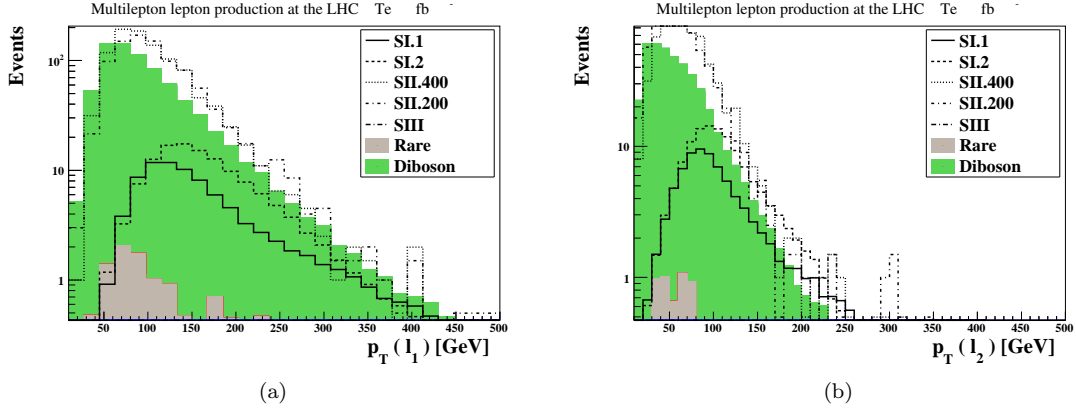 Multilepton lepton production at the LHC Te fb -
Events
10²
10
1
50 100 150 200 250 300 350 400 450 500
p_T ( l_1 ) [GeV]
SI.1
SI.2
SII.400
SII.200
SIII
Rare
Diboson
(a)
Multilepton lepton production at the LHC Te fb -
Events
10
1
50 100 150 200 250 300 350 400 450 500
p_T ( l_2 ) [GeV]
SI.1
SI.2
SII.400
SII.200
SIII
Rare
Diboson
(b)